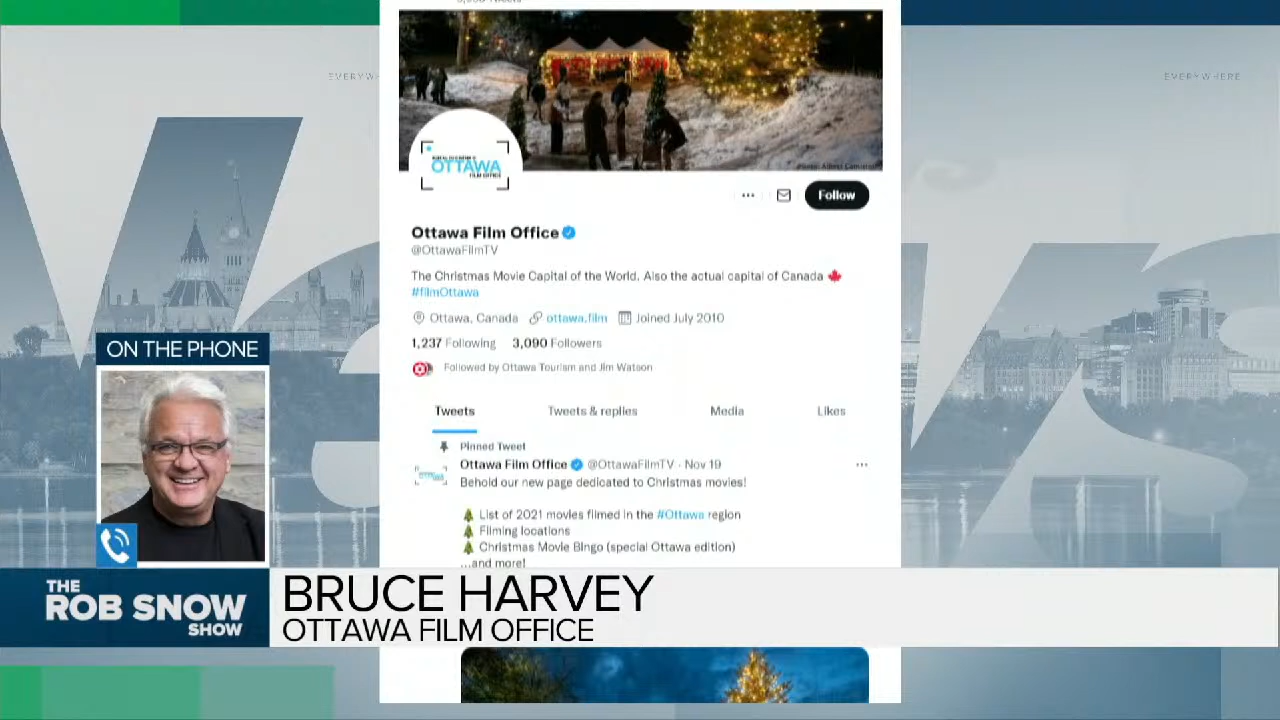 EVERYWHERE
OTTAWA
FILM OFFICE
Follow
Ottawa Film Office
@OttawaFilmTV
The Christmas Movie Capital of the World. Also the actual capital of Canada
#filmOttawa
Ottawa, Canada ottawa.film Joined July 2010
1,237 Following 3,090 Followers
Followed by Ottawa Tourism and Jim Watson
Tweets Tweets & replies Media Likes
Pinned Tweet
Ottawa Film Office @OttawaFilmTV · Nov 19
Behold our new page dedicated to Christmas movies!
List of 2021 movies filmed in the #Ottawa region
Filming locations
Christmas Movie Bingo (special Ottawa edition)
...and more!
ON THE PHONE
THE
ROB SNOW
SHOW
BRUCE HARVEY
OTTAWA FILM OFFICE